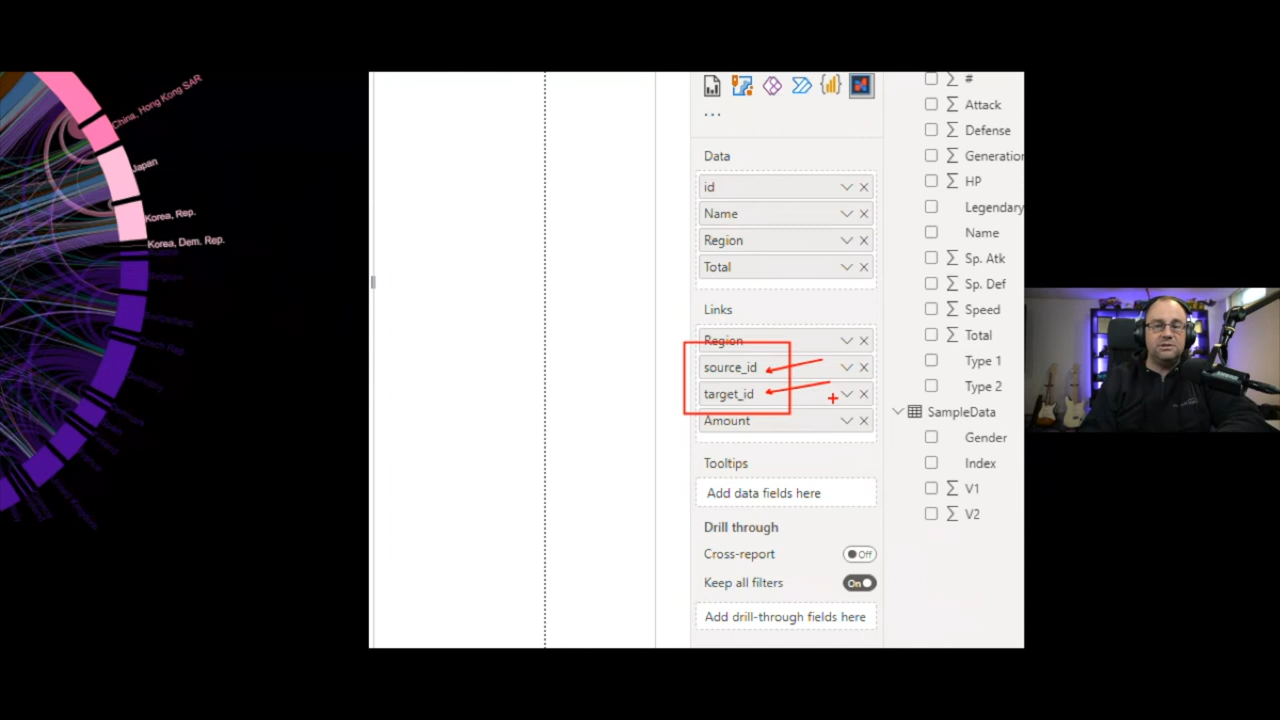 China, Hong Kong SAR
Japan
Korea, Rep.
Korea, Dem. Rep.
Data
id
Name
Region
Total
Links
Region
source_id
target_id
Amount
Tooltips
Add data fields here
Drill through
Cross-report
Off
Keep all filters
On
Add drill-through fields here
#
Attack
Defense
Generation
HP
Legendary
Name
Sp. Atk
Sp. Def
Speed
Total
Type 1
Type 2
SampleData
Gender
Index
V1
V2